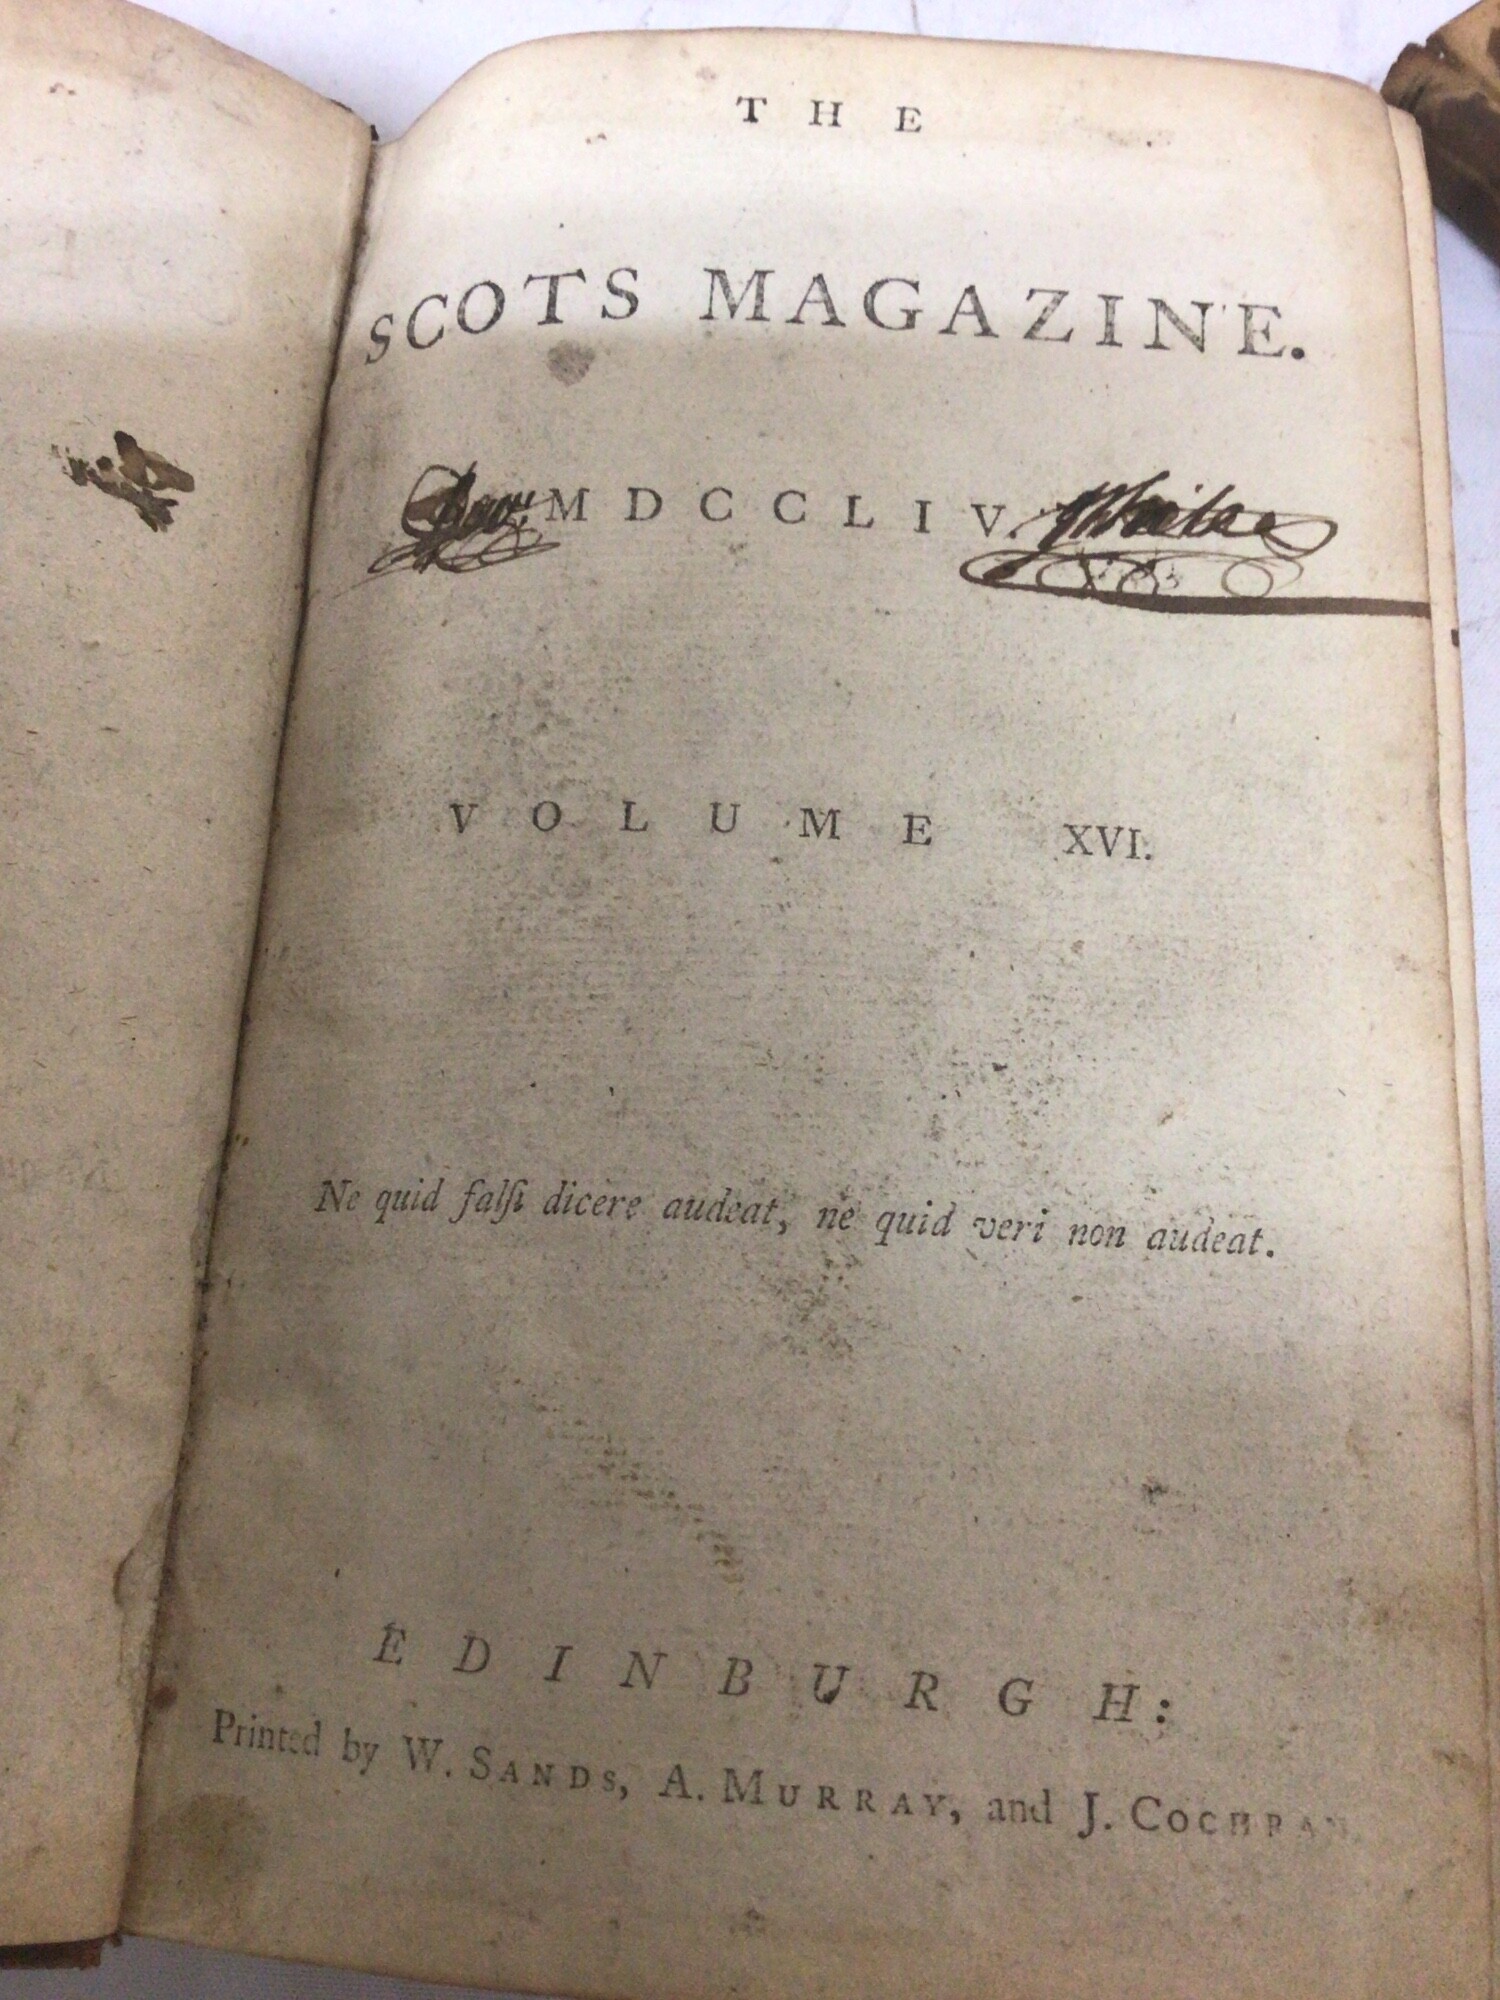 THE
SCOTS MAGAZINE.
MDCCLIV.
VOLUME XVI.
Ne quid falſi dicere audeat, ne quid veri non audeat.
EDINBURGH:
Printed by W. SANDS, A. MURRAY, and J. COCHRAN